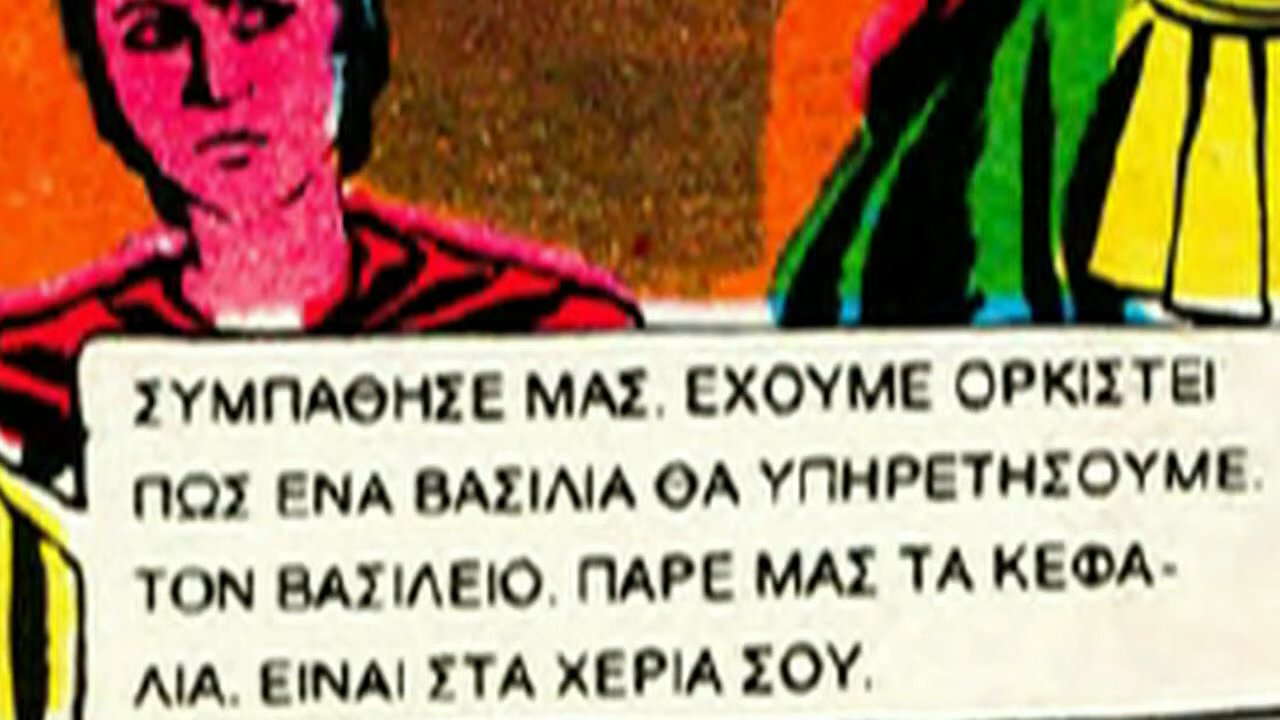 ΣΥΜΠΑΘΗΣΕ ΜΑΣ. ΕΧΟΥΜΕ ΟΡΚΙΣΤΕΙ
ΠΩΣ ΕΝΑ ΒΑΣΙΛΙΑ ΘΑ ΥΠΗΡΕΤΗΣΟΥΜΕ.
ΤΟΝ ΒΑΣΙΛΕΙΟ. ΠΑΡΕ ΜΑΣ ΤΑ ΚΕΦΑ-
ΛΙΑ. ΕΙΝΑΙ ΣΤΑ ΧΕΡΙΑ ΣΟΥ.